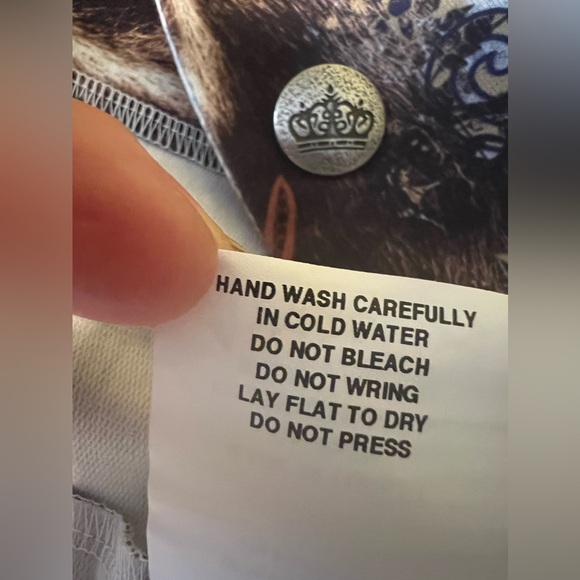 HAND WASH CAREFULLY
IN COLD WATER
DO NOT BLEACH
DO NOT WRING
LAY FLAT TO DRY
DO NOT PRESS